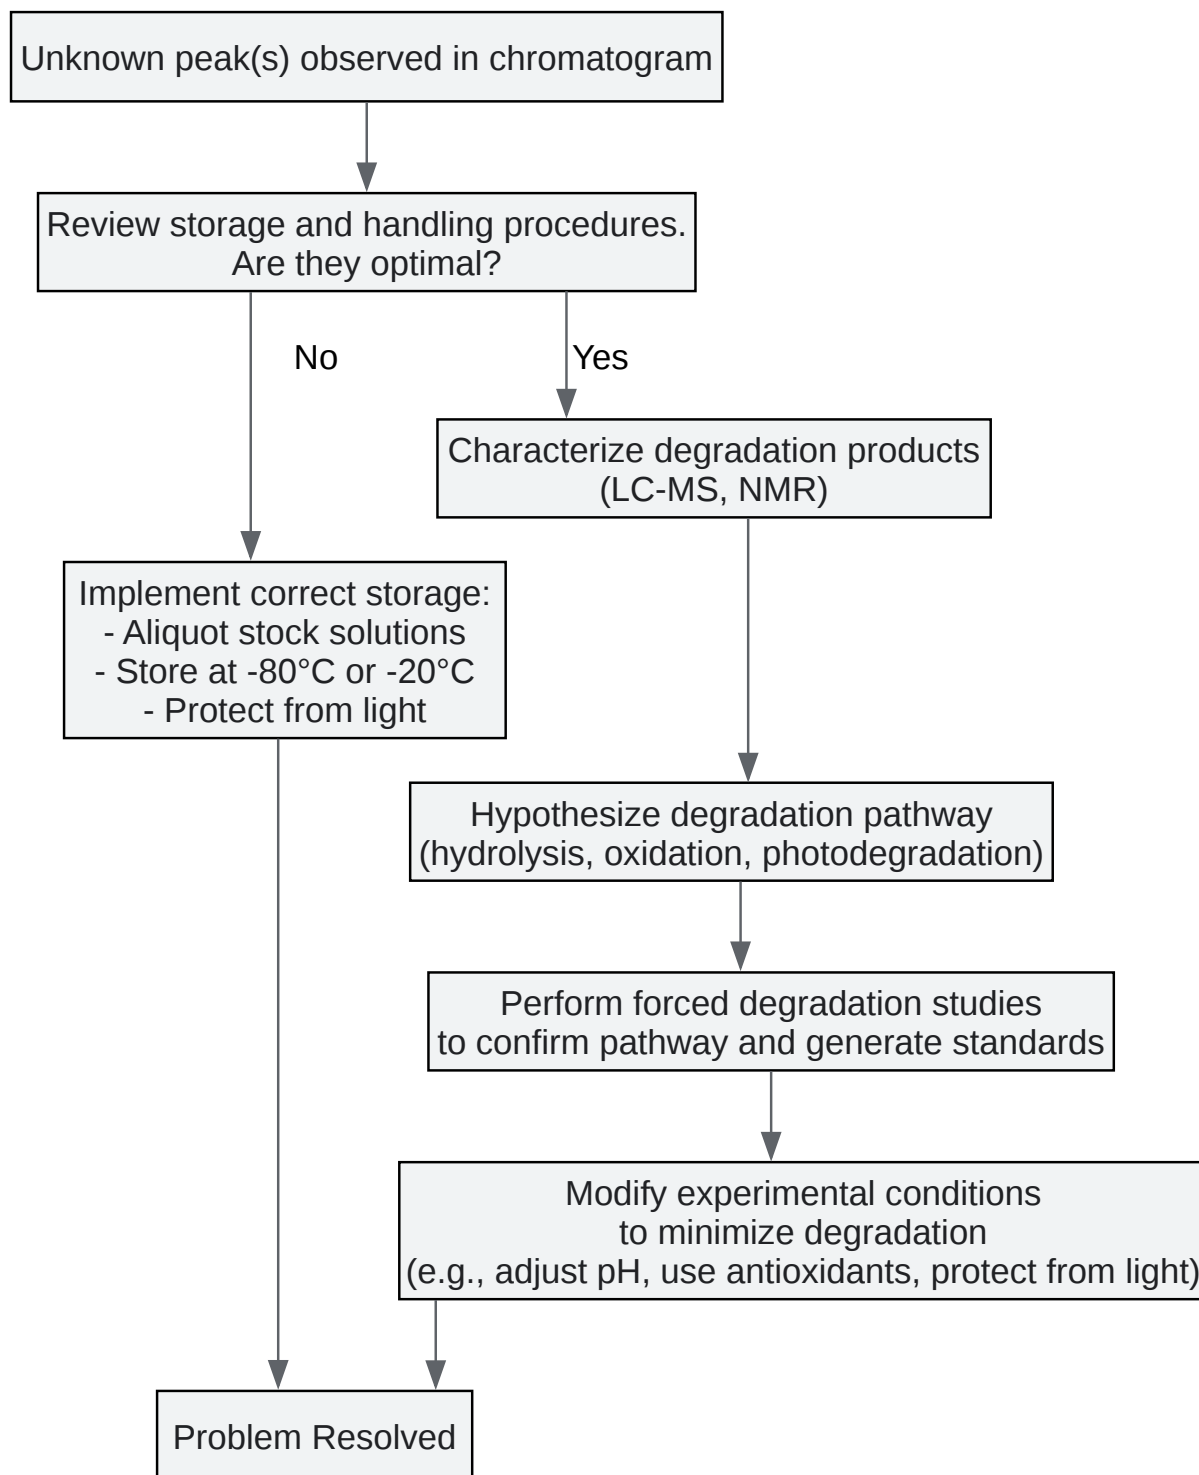 Unknown peak(s) observed in chromatogram
Review storage and handling procedures.
Are they optimal?
No
Yes
Characterize degradation products
(LC-MS, NMR)
Implement correct storage:
- Aliquot stock solutions
- Store at -80°C or -20°C
- Protect from light
Hypothesize degradation pathway
(hydrolysis, oxidation, photodegradation)
Perform forced degradation studies
to confirm pathway and generate standards
Modify experimental conditions
to minimize degradation
(e.g., adjust pH, use antioxidants, protect from light)
Problem Resolved